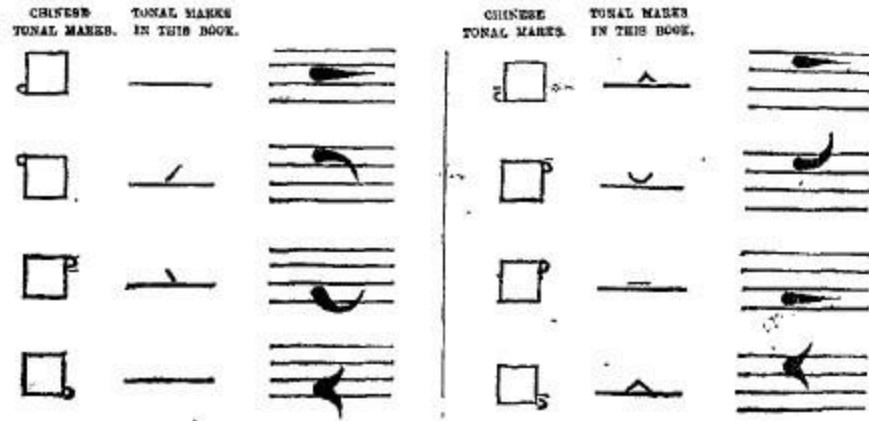 CHINESE
TONAL MARKS.
TONAL MARKS
IN THIS BOOK.
CHINESE
TONAL MARKS.
TONAL MARKS
IN THIS BOOK.